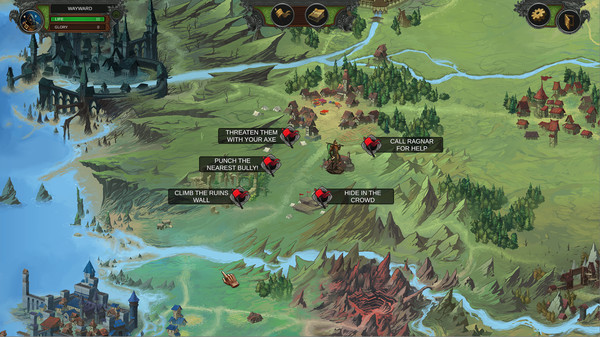 WAYWARD
LIFE
GLORY
THREATEN THEM
WITH YOUR AXE
CALL RAGNAR
FOR HELP
PUNCH THE
NEAREST BULLY!
CLIMB THE RUINS
WALL
HIDE IN THE
CROWD